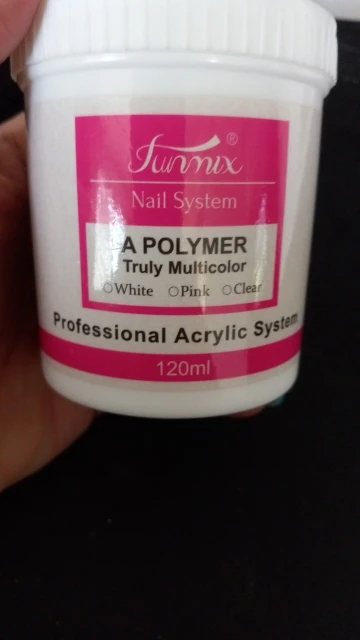 Funmix®
Nail System
A POLYMER
Truly Multicolor
○White ○Pink ○Clear
Professional Acrylic System
120ml